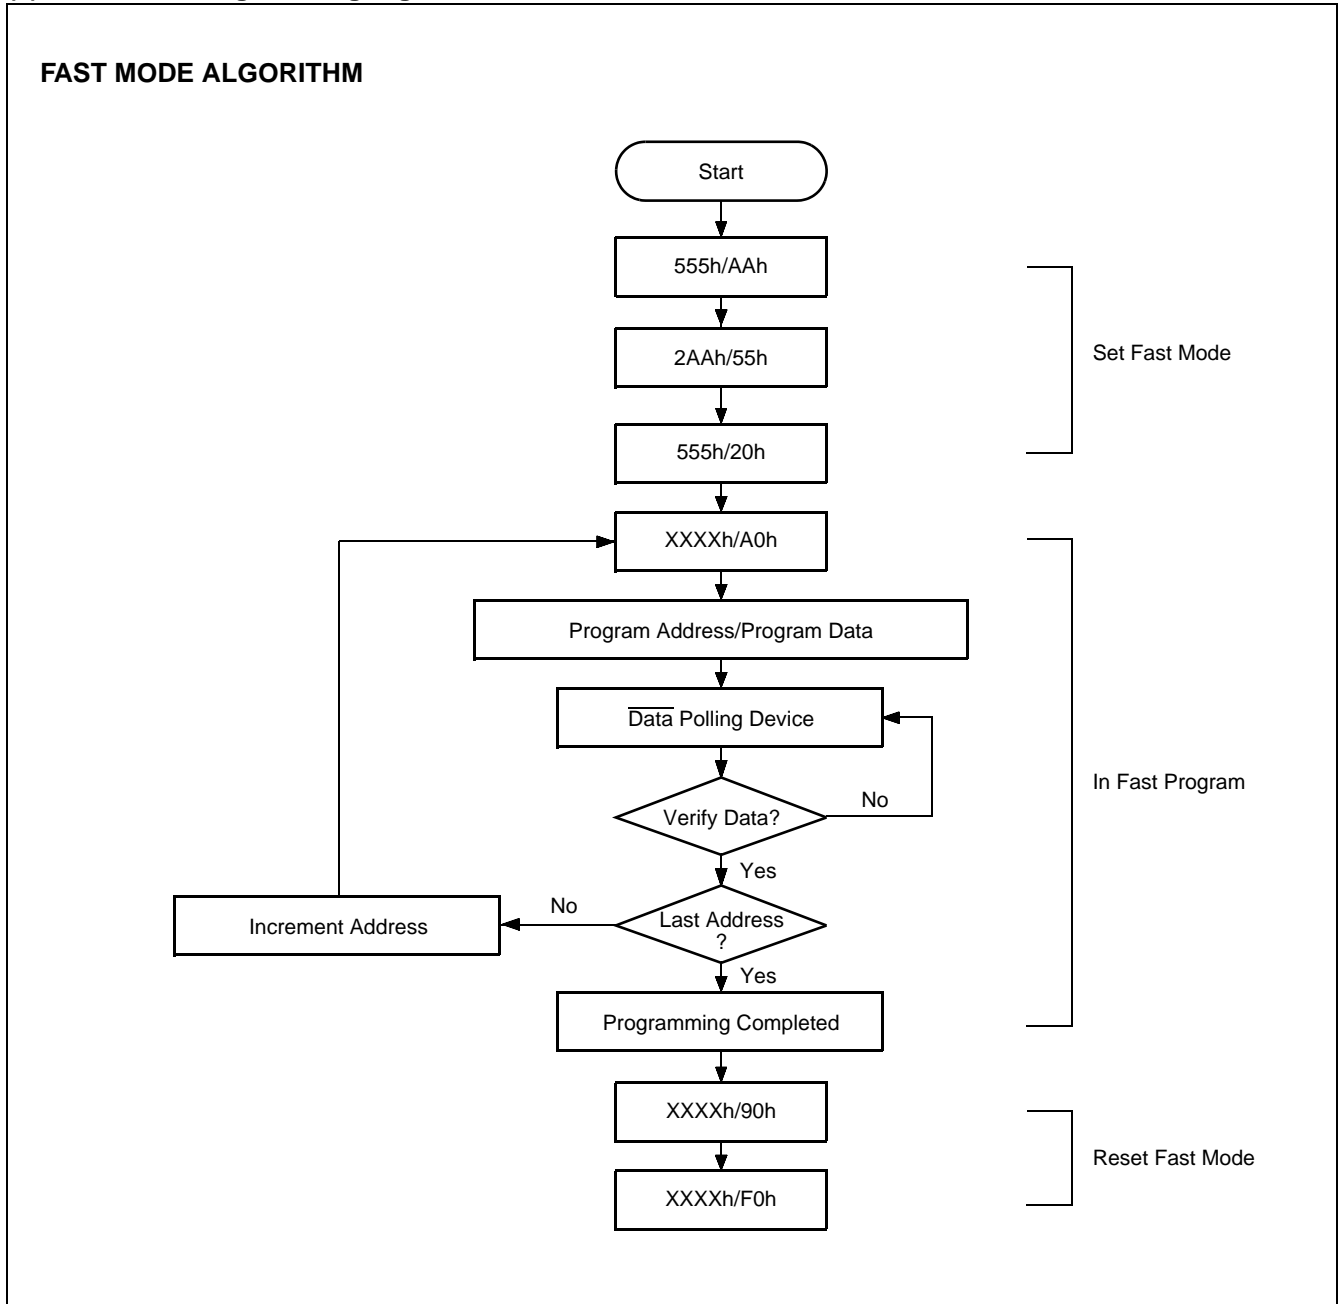 FAST MODE ALGORITHM
Start
555h/AAh
2AAh/55h
Set Fast Mode
555h/20h
XXXXh/A0h
Program Address/Program Data
Data Polling Device
In Fast Program
No
Verify Data?
Yes
No
Last Address
?
Increment Address
Yes
Programming Completed
XXXXh/90h
Reset Fast Mode
XXXXh/F0h